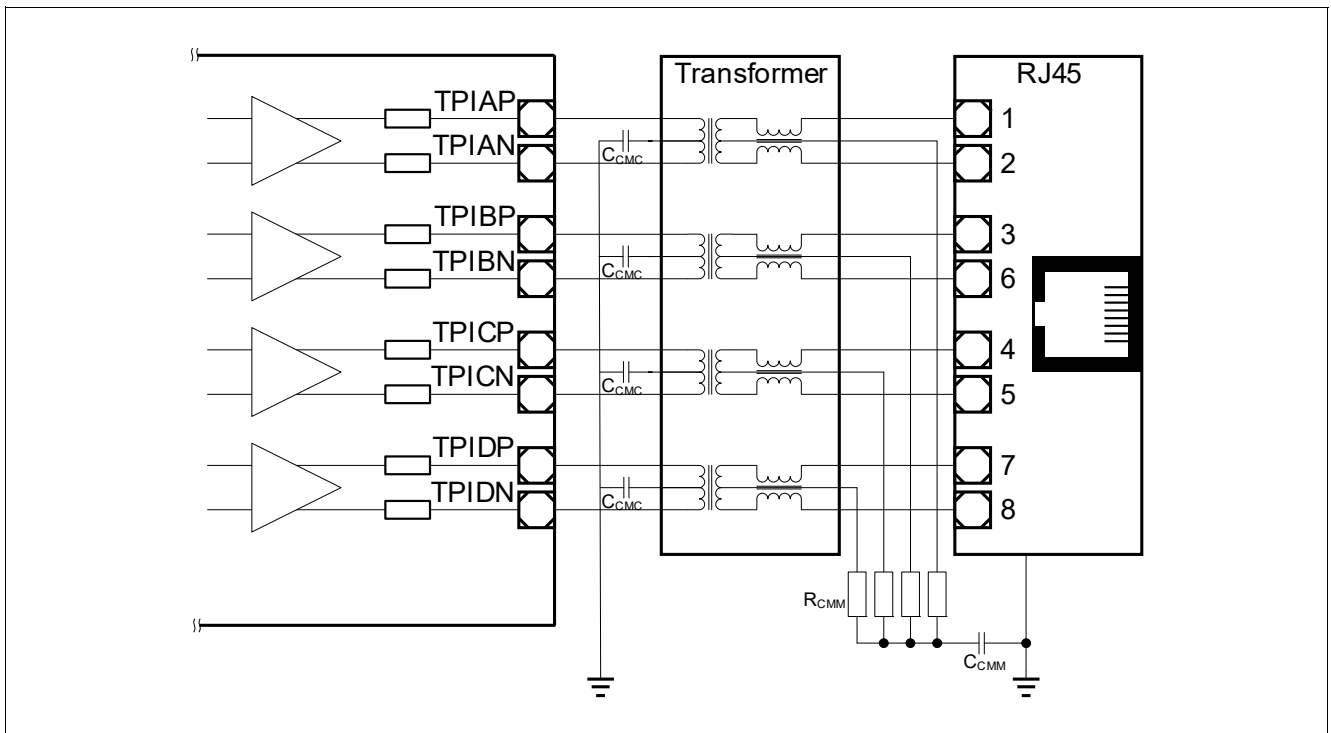 Transformer
RJ45
TPIAP
1
TPIAN
CCMC
2
TPIBP
3
TPIBN
CCMC
6
TPICP
4
TPICN
CCMC
5
TPIDP
7
TPIDN
CCMC
8
RCMM
CCMM